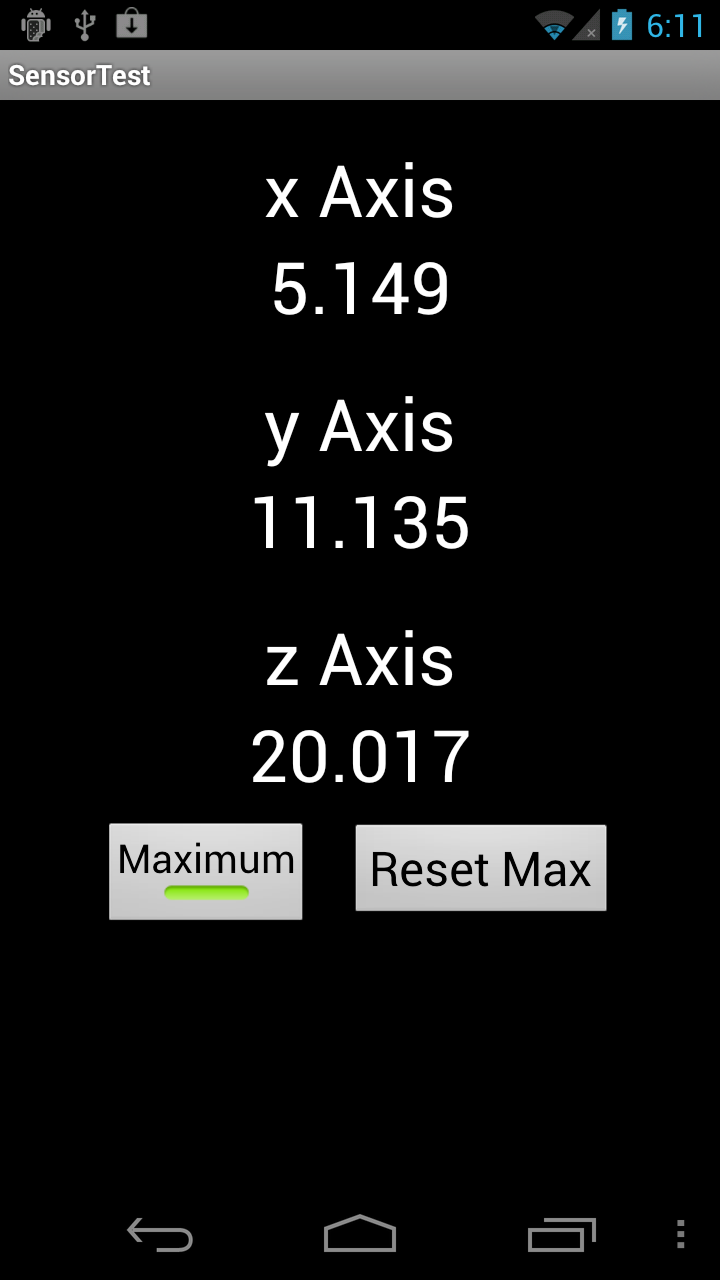 6:11
SensorTest
x Axis
5.149
y Axis
11.135
z Axis
20.017
Maximum
Reset Max